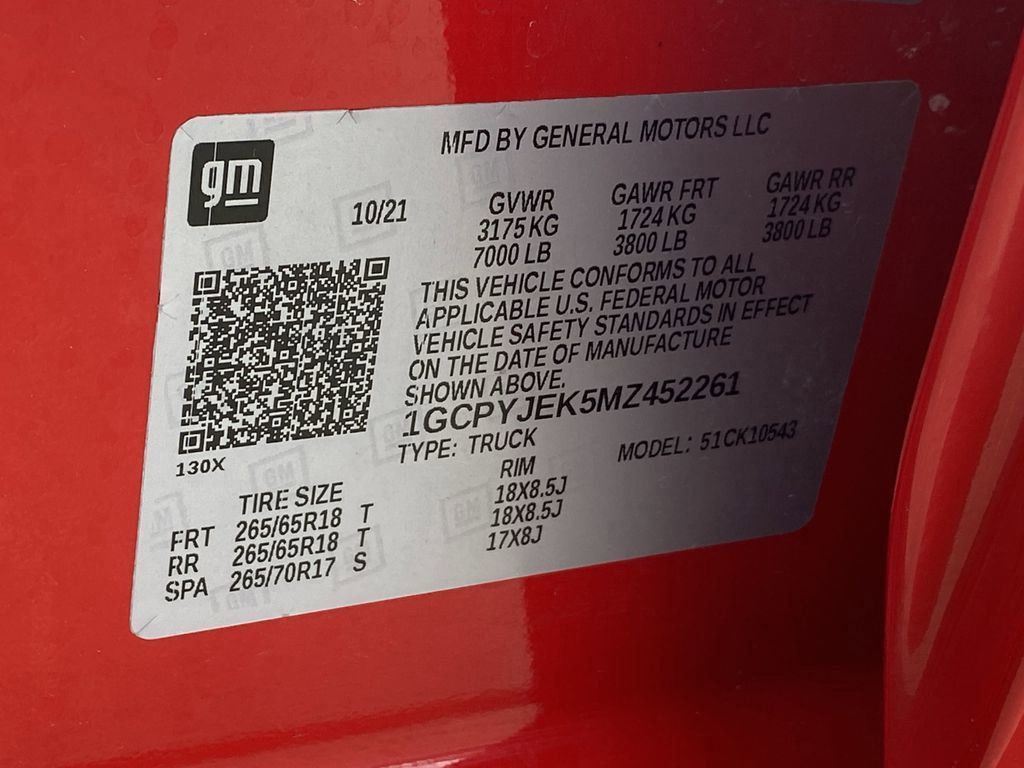 MFD BY GENERAL MOTORS LLC
gm
10/21
GVWR GAWR FRT GAWR RR
3175 KG 1724 KG 1724 KG
7000 LB 3800 LB 3800 LB
THIS VEHICLE CONFORMS TO ALL
APPLICABLE U.S. FEDERAL MOTOR
VEHICLE SAFETY STANDARDS IN EFFECT
ON THE DATE OF MANUFACTURE
SHOWN ABOVE.
1GCPYJEK5MZ452261
TYPE: TRUCK MODEL: 51CK10543
130X
TIRE SIZE RIM
FRT 265/65R18 T 18X8.5J
RR 265/65R18 T 18X8.5J
SPA 265/70R17 S 17X8J